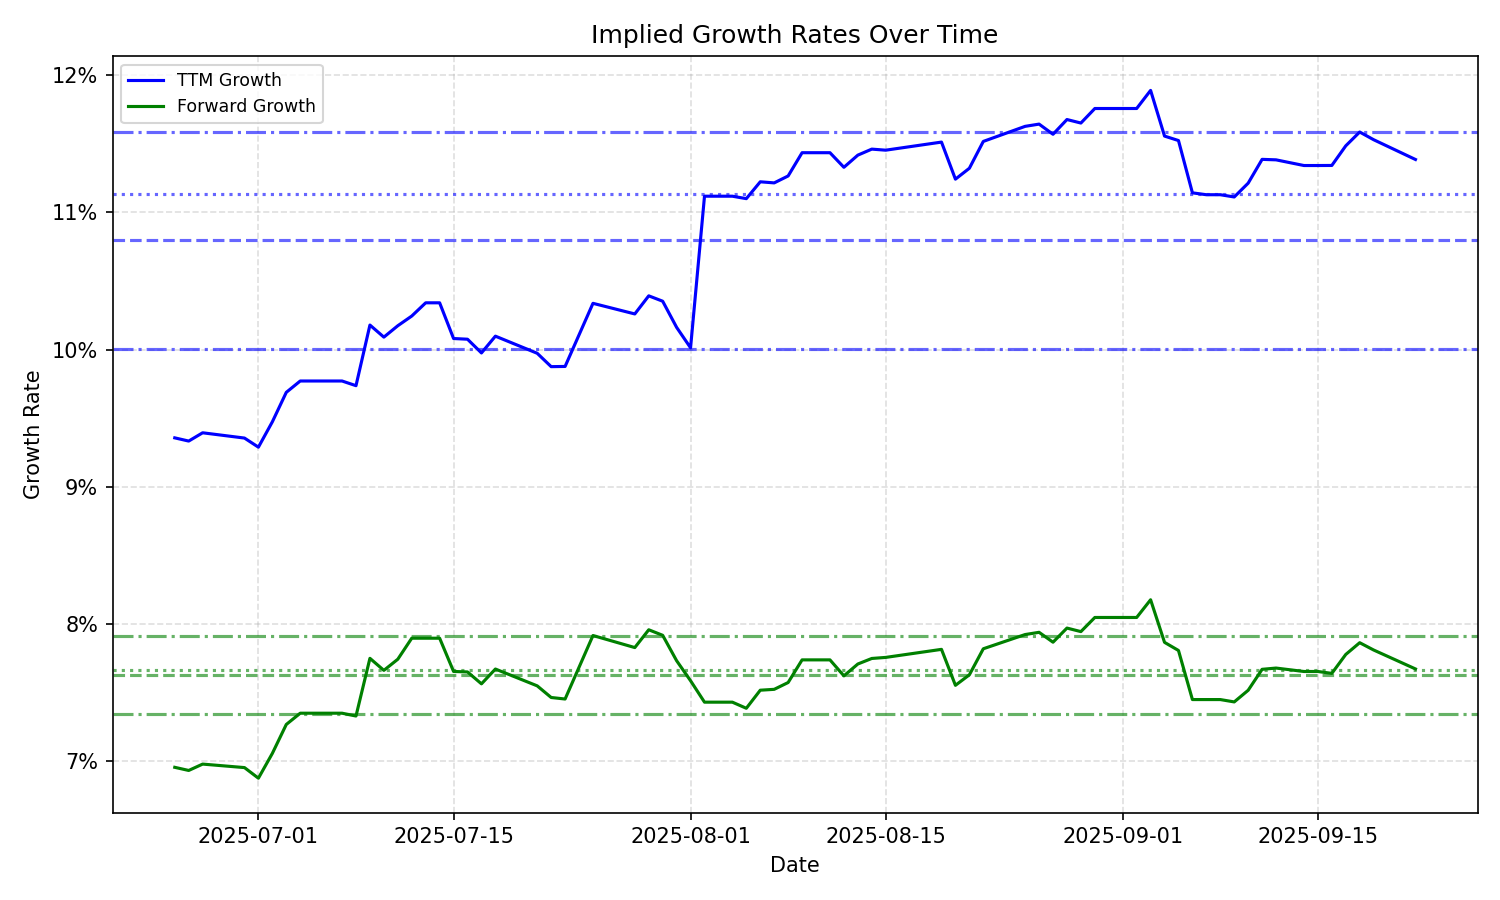 Implied Growth Rates Over Time
TTM Growth
Forward Growth
12%
11%
10%
9%
8%
7%
Growth Rate
2025-07-01
2025-07-15
2025-08-01
2025-08-15
2025-09-01
2025-09-15
Date